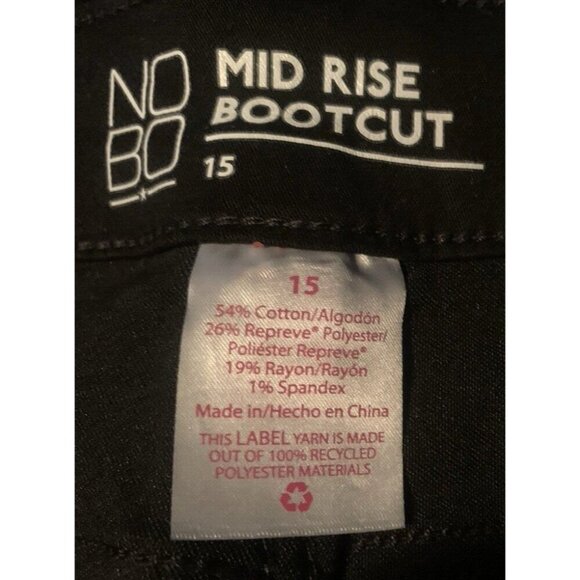 NO
BO
MID RISE
BOOTCUT
15
15
54% Cotton/Algodón
26% Repreve® Polyester/
Poliéster Repreve®
19% Rayon/Rayón
1% Spandex
Made in/Hecho en China
THIS LABEL YARN IS MADE
OUT OF 100% RECYCLED
POLYESTER MATERIALS